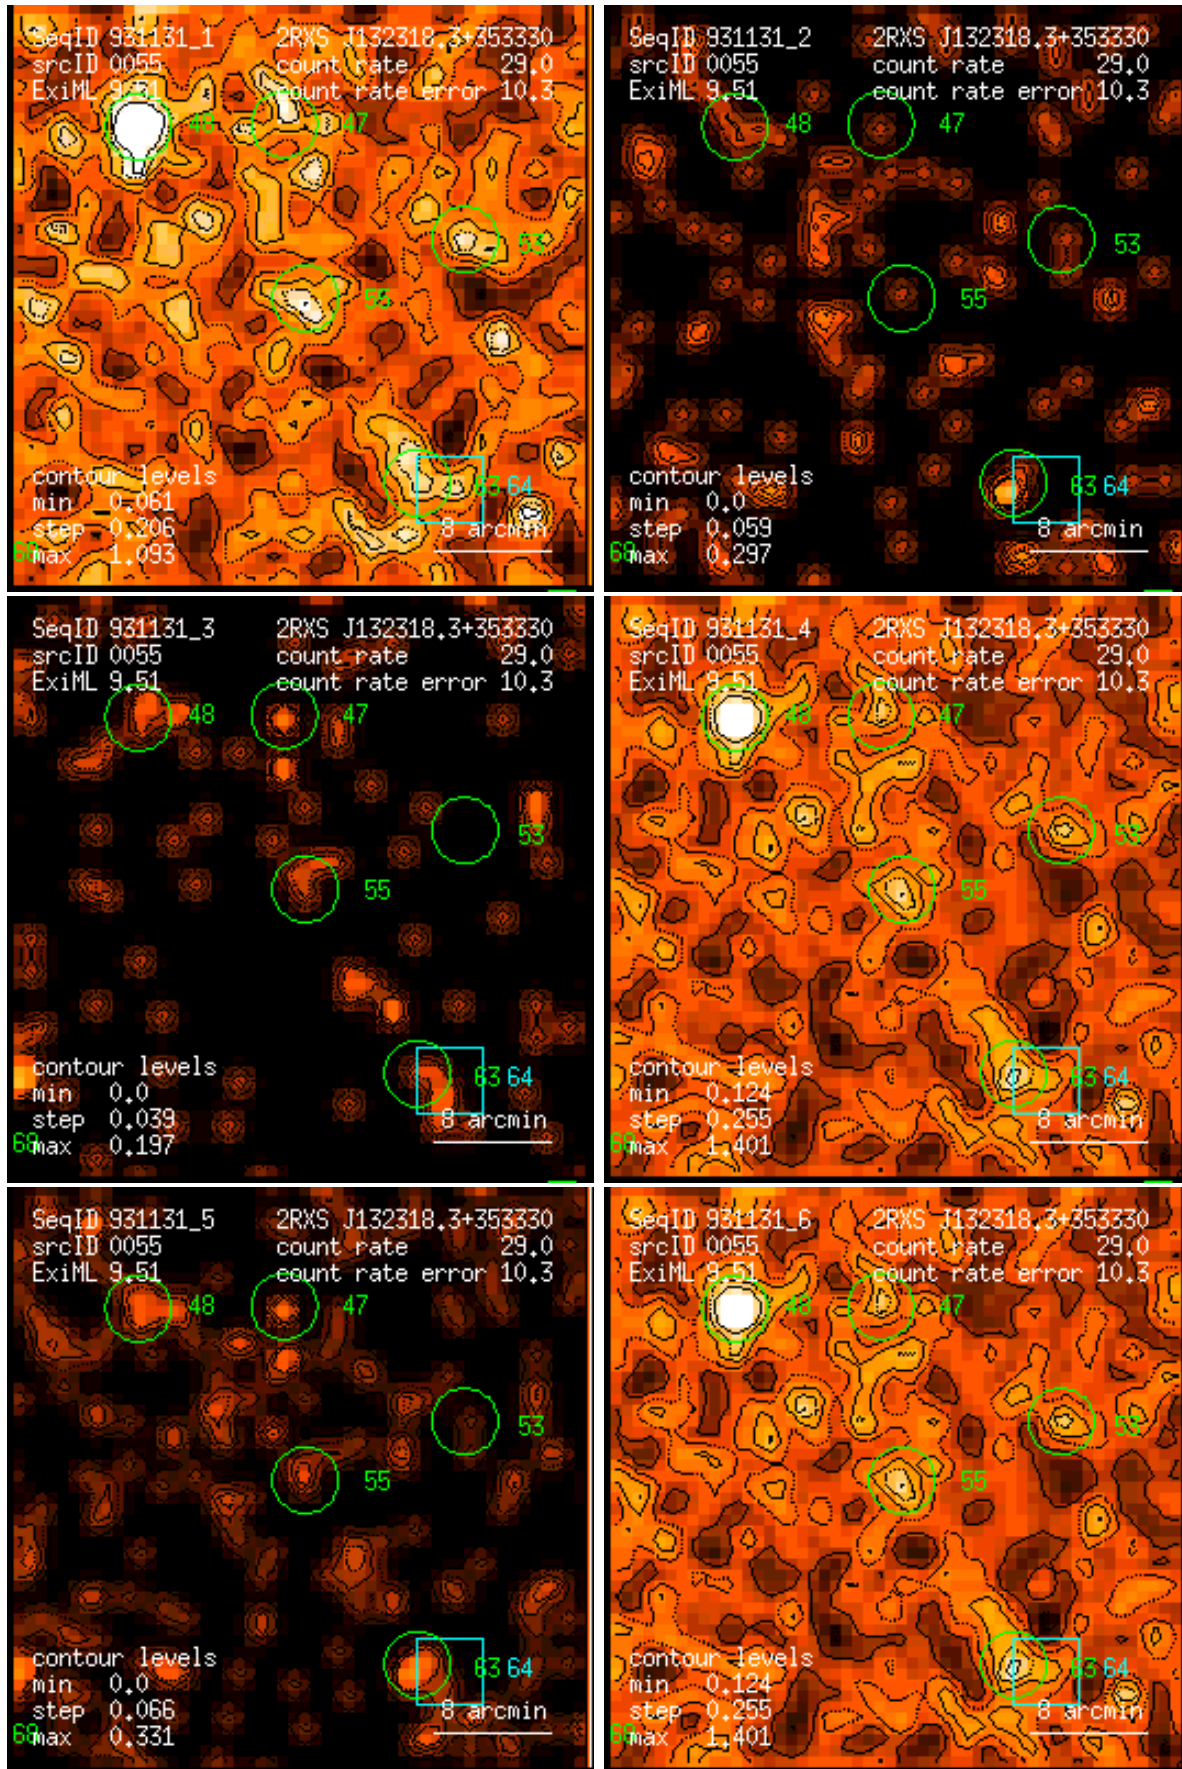 SeqID 931131_1 2RXS J132318.3+353330
srcID 0055 count rate 29.0
ExiML 9.51 count rate error 10.3
48 47
53
55
contour levels
min 0.061 63 64
step 0.206 8 arcmin
68 max 1.093
SeqID 931131_2 2RXS J132318.3+353330
srcID 0055 count rate 29.0
ExiML 9.51 count rate error 10.3
48 47
53
55
contour levels
min 0.0 63 64
step 0.059 8 arcmin
68 max 0.297
SeqID 931131_3 2RXS J132318.3+353330
srcID 0055 count rate 29.0
ExiML 9.51 count rate error 10.3
48 47
53
55
contour levels
min 0.0 63 64
step 0.039 8 arcmin
68 max 0.197
SeqID 931131_4 2RXS J132318.3+353330
srcID 0055 count rate 29.0
ExiML 9.51 count rate error 10.3
48 47
53
55
contour levels
min 0.124 63 64
step 0.255 8 arcmin
68 max 1.401
SeqID 931131_5 2RXS J132318.3+353330
srcID 0055 count rate 29.0
ExiML 9.51 count rate error 10.3
48 47
53
55
contour levels
min 0.0 63 64
step 0.066 8 arcmin
68 max 0.331
SeqID 931131_6 2RXS J132318.3+353330
srcID 0055 count rate 29.0
ExiML 9.51 count rate error 10.3
48 47
53
55
contour levels
min 0.124 63 64
step 0.255 8 arcmin
68 max 1.401